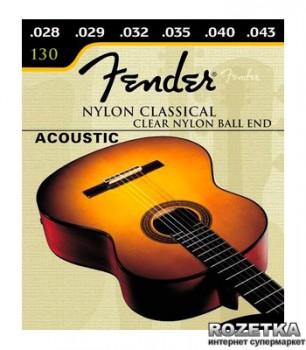 .028 .029 .032 .035 .040 .043
130
Fender
NYLON CLASSICAL
CLEAR NYLON BALL END
ACOUSTIC
ROZETKA
интернет супермаркет